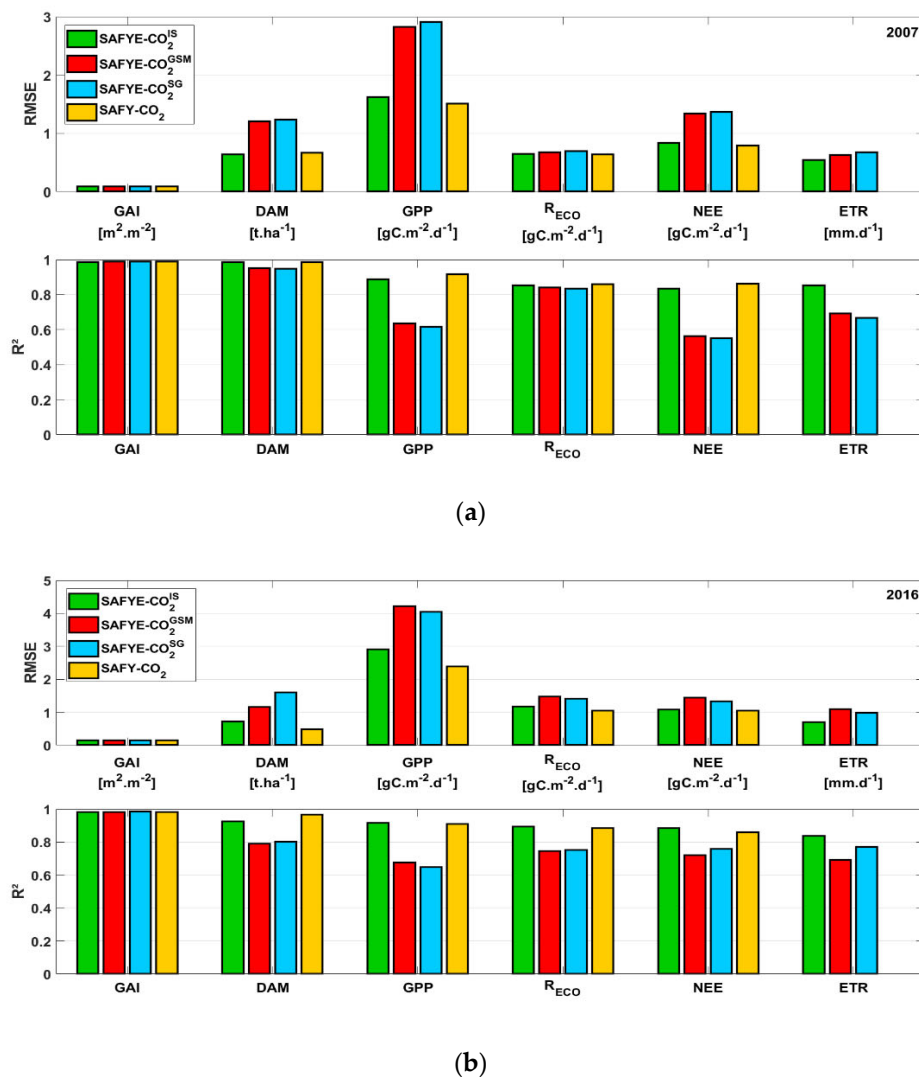 2007
SAFYE-CO₂ᴵˢ
SAFYE-CO₂ᴳˢᴹ
SAFYE-CO₂ˢᴳ
SAFY-CO₂
RMSE
3
2
1
0
GAI DAM GPP R_ECO NEE ETR
[m².m⁻²] [t.ha⁻¹] [gC.m⁻².d⁻¹] [gC.m⁻².d⁻¹] [gC.m⁻².d⁻¹] [mm.d⁻¹]
R²
1
0.8
0.6
0.4
0.2
0
GAI DAM GPP R_ECO NEE ETR
(a)
2016
SAFYE-CO₂ᴵˢ
SAFYE-CO₂ᴳˢᴹ
SAFYE-CO₂ˢᴳ
SAFY-CO₂
RMSE
5
4
3
2
1
0
GAI DAM GPP R_ECO NEE ETR
[m².m⁻²] [t.ha⁻¹] [gC.m⁻².d⁻¹] [gC.m⁻².d⁻¹] [gC.m⁻².d⁻¹] [mm.d⁻¹]
R²
1
0.8
0.6
0.4
0.2
0
GAI DAM GPP R_ECO NEE ETR
(b)